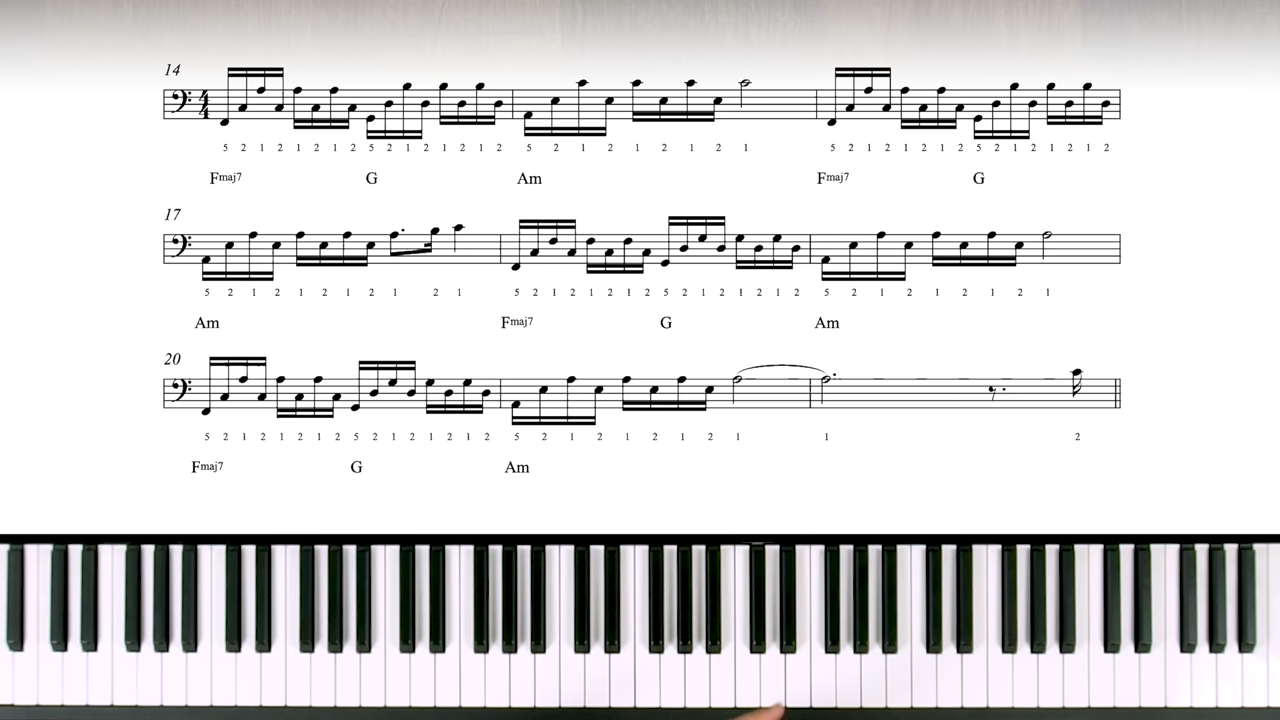 14
4
4
5 2 1 2 1 2 1 2 5 2 1 2 1 2 1 2 5 2 1 2 1 2 1 2 1 5 2 1 2 1 2 1 2 5 2 1 2 1 2 1 2
Fmaj7 G Am Fmaj7 G
17
5 2 1 2 1 2 1 2 1 2 1 5 2 1 2 1 2 1 2 5 2 1 2 1 2 1 2 5 2 1 2 1 2 1 2 1
Am Fmaj7 G Am
20
5 2 1 2 1 2 1 2 5 2 1 2 1 2 1 2 5 2 1 2 1 2 1 2 1 1 2
Fmaj7 G Am